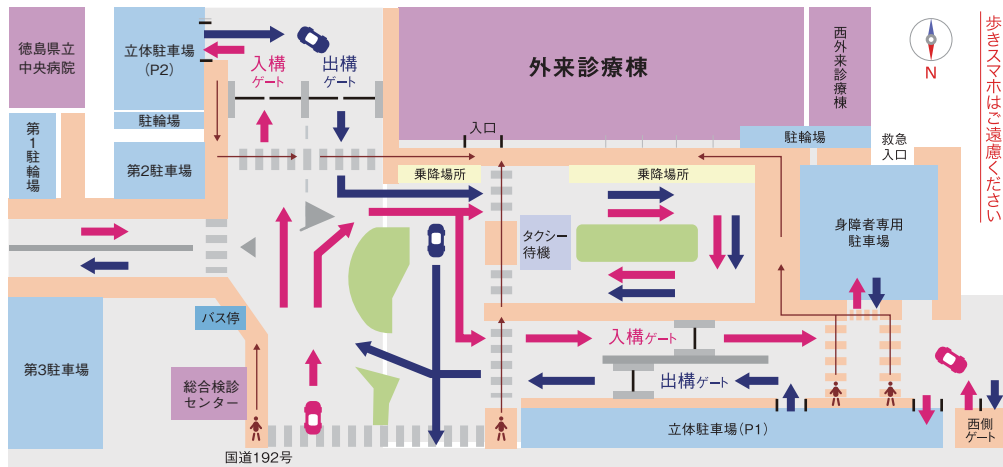 徳島県立
中央病院
立体駐車場
(P2)
入構
ゲート
出構
ゲート
外来診療棟
西外来診療棟
N
歩きスマホはご遠慮ください
第1駐輪場
駐輪場
第2駐車場
入口
駐輪場
救急
入口
乗降場所
乗降場所
タクシー
待機
身障者専用
駐車場
バス停
第3駐車場
総合検診
センター
入構ゲート
出構ゲート
立体駐車場(P1)
西側
ゲート
国道192号